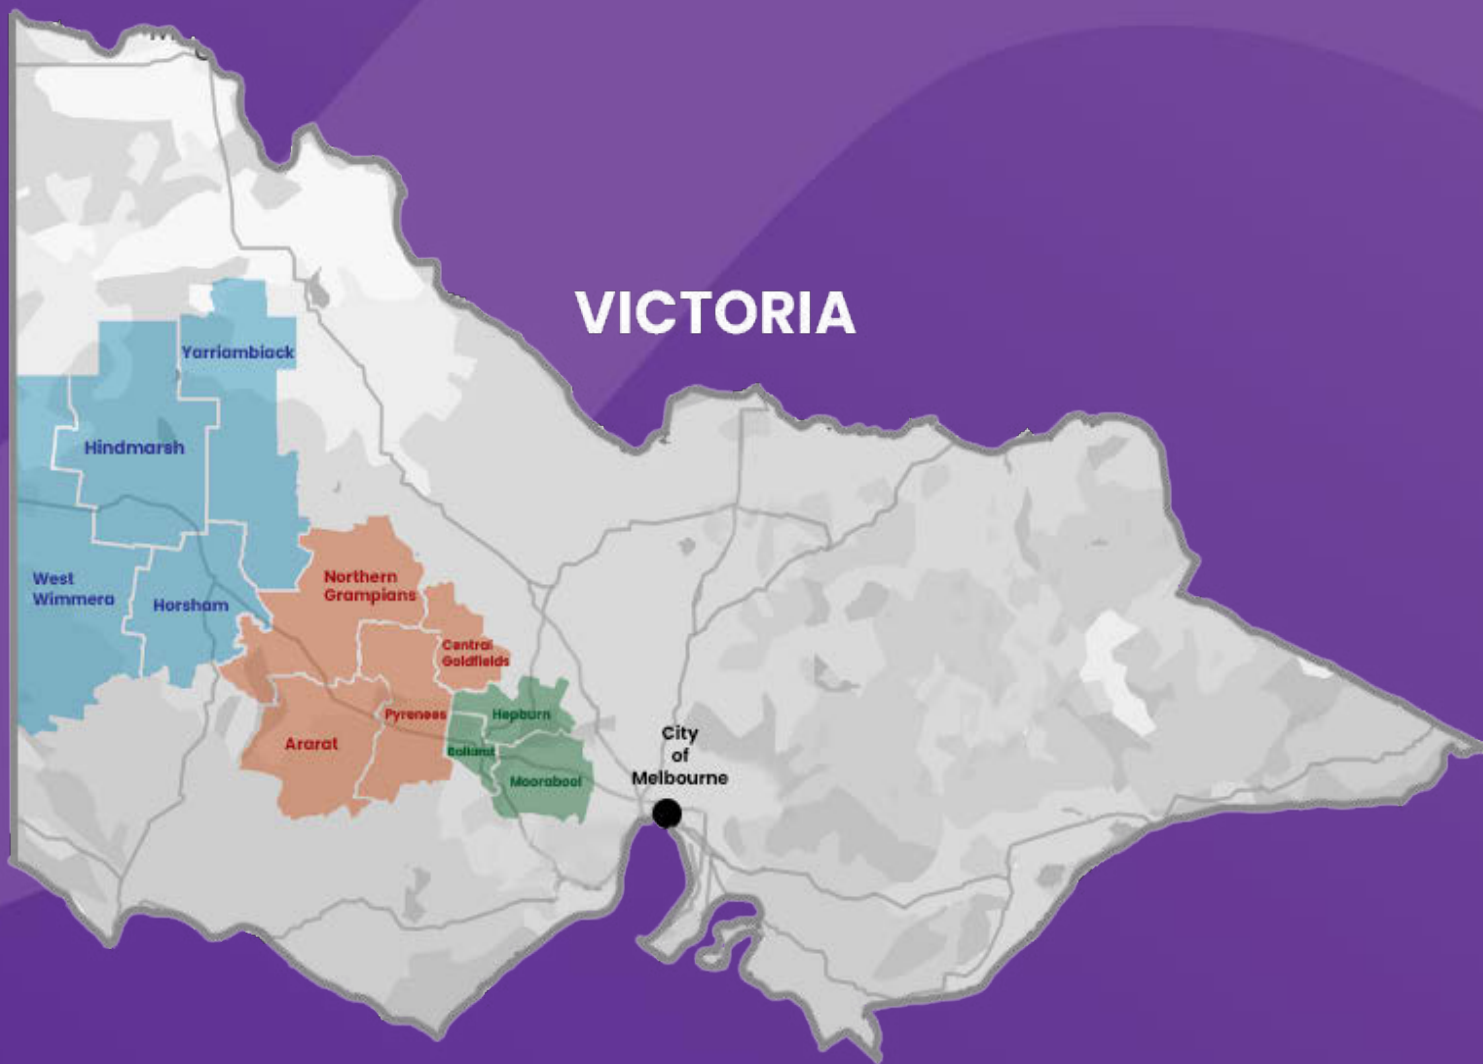 VICTORIA
Yarriambiack
Hindmarsh
West
Wimmera
Horsham
Northern
Grampians
Central
Goldfields
Pyrenees
Ararat
Hepburn
Ballarat
Moorabool
City
of
Melbourne